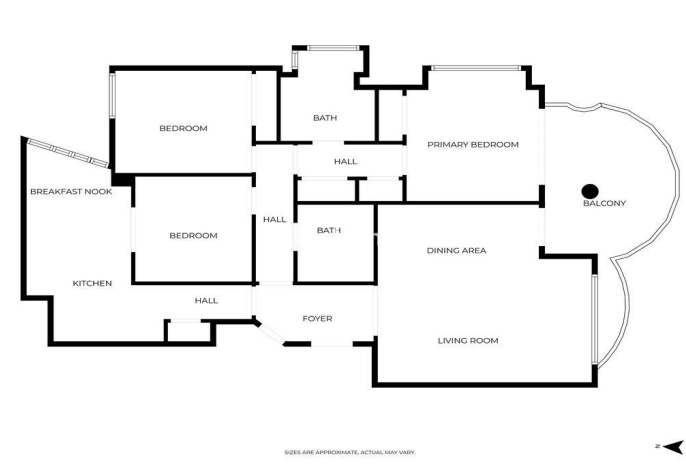 BATH
BEDROOM
PRIMARY BEDROOM
HALL
BREAKFAST NOOK
BALCONY
HALL
BATH
BEDROOM
DINING AREA
KITCHEN
HALL
FOYER
LIVING ROOM
N
SIZES ARE APPROXIMATE, ACTUAL MAY VARY.